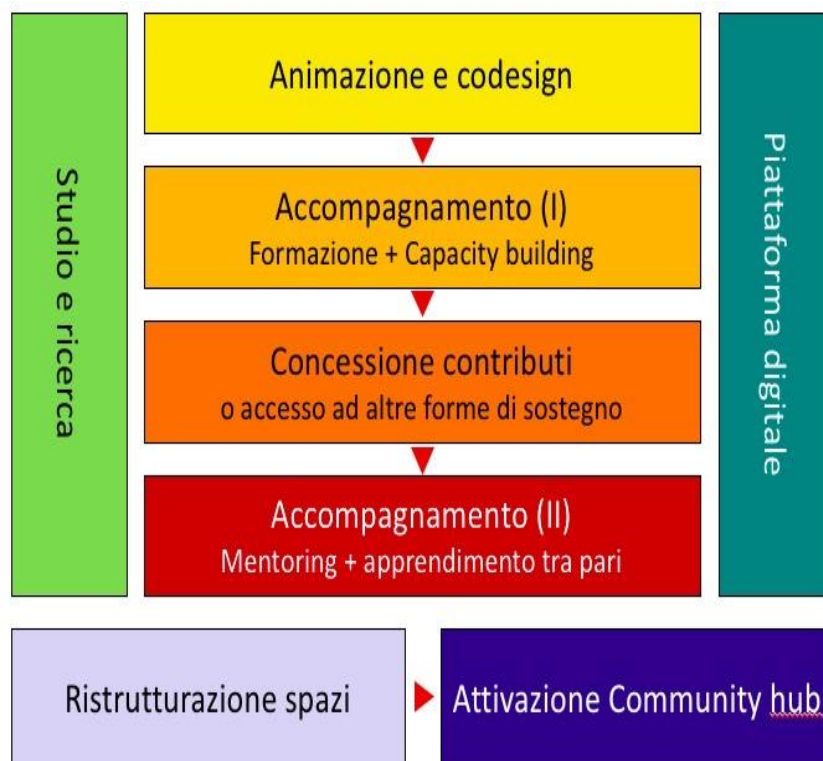 Studio e ricerca
Animazione e codesign
Accompagnamento (I)
Formazione + Capacity building
Concessione contributi
o accesso ad altre forme di sostegno
Accompagnamento (II)
Mentoring + apprendimento tra pari
Piattaforma digitale
Ristrutturazione spazi
Attivazione Community hub